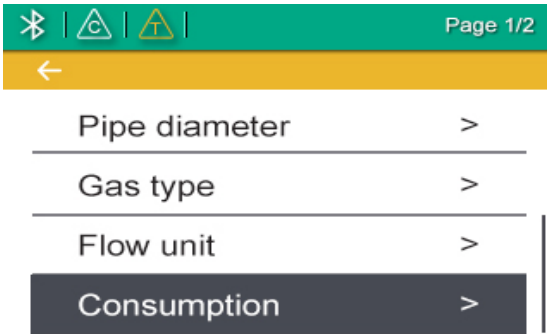 C T Page 1/2
Pipe diameter >
Gas type >
Flow unit >
Consumption >